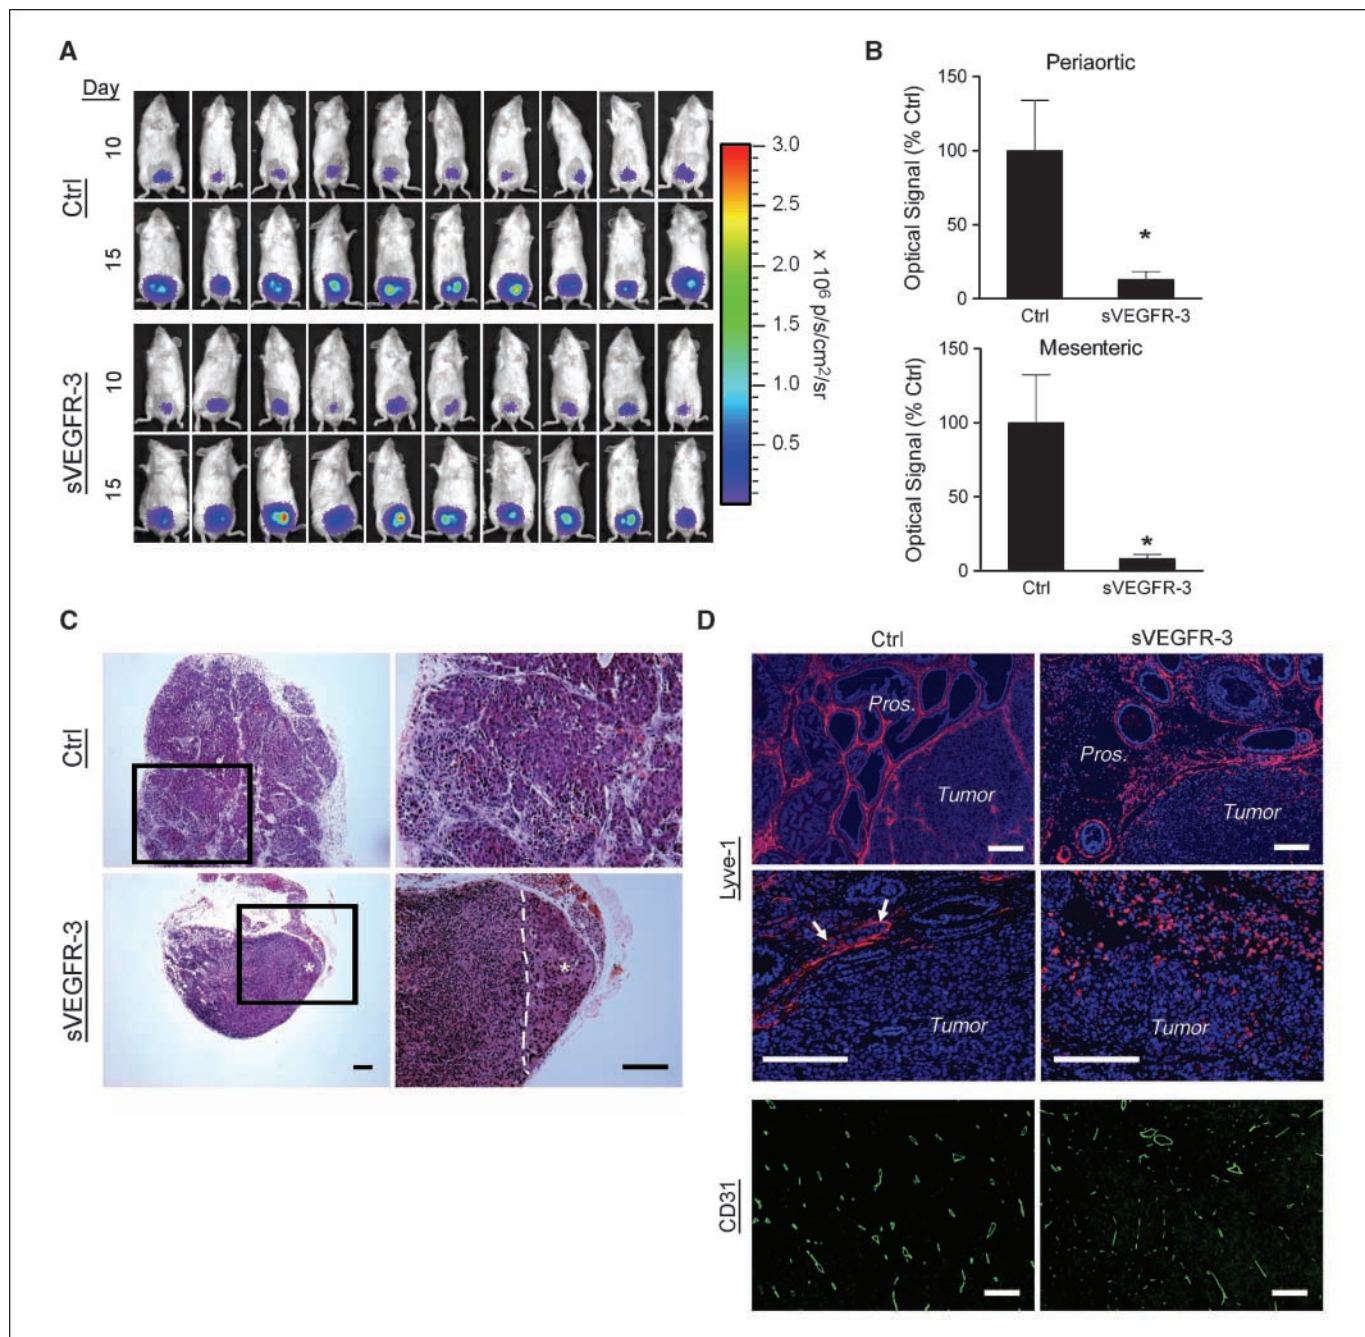 A
Day
10
Ctrl
15
10
sVEGFR-3
15
3.0
2.5
2.0
1.5
1.0
0.5
x 10⁶ p/s/cm²/sr
B
Periaortic
Optical Signal (% Ctrl)
150
100
50
0
*
Ctrl sVEGFR-3
Mesenteric
Optical Signal (% Ctrl)
150
100
50
0
*
Ctrl sVEGFR-3
C
Ctrl
sVEGFR-3
*
*
D
Ctrl sVEGFR-3
Lyve-1
Pros.
Tumor
Pros.
Tumor
Tumor
Tumor
CD31